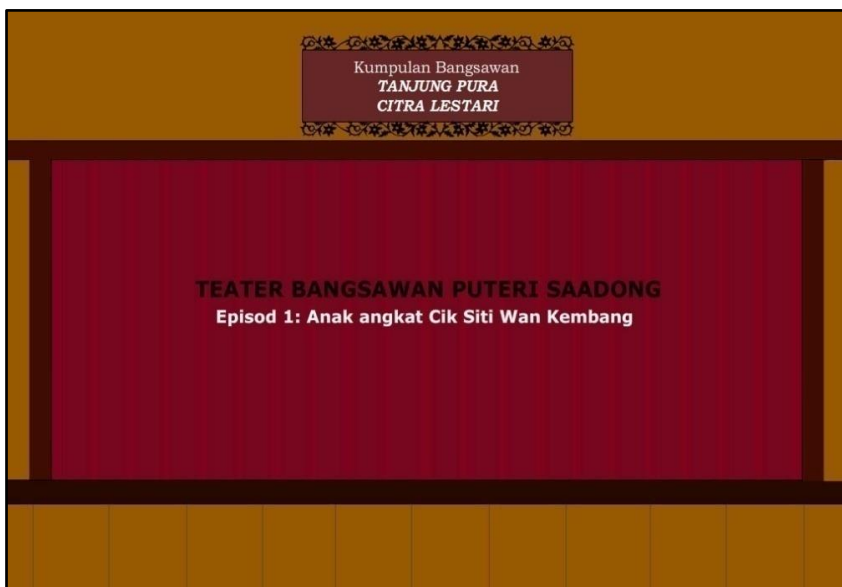 Kumpulan Bangsawan
TANJUNG PURA
CITRA LESTARI
TEATER BANGSAWAN PUTERI SAADONG
Episod 1: Anak angkat Cik Siti Wan Kembang